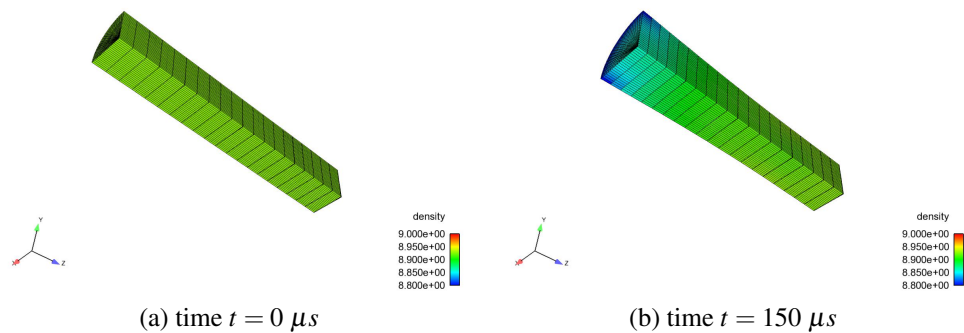 Y
X
Z
density
9.000e+00
8.950e+00
8.900e+00
8.850e+00
8.800e+00
(a) time t = 0 μs
Y
X
Z
density
9.000e+00
8.950e+00
8.900e+00
8.850e+00
8.800e+00
(b) time t = 150 μs